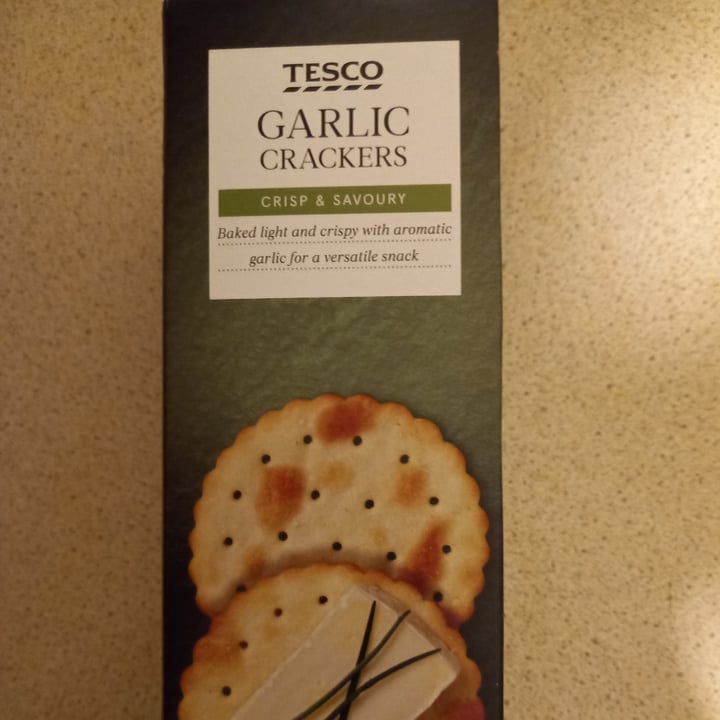 TESCO
GARLIC
CRACKERS
CRISP & SAVOURY
Baked light and crispy with aromatic
garlic for a versatile snack